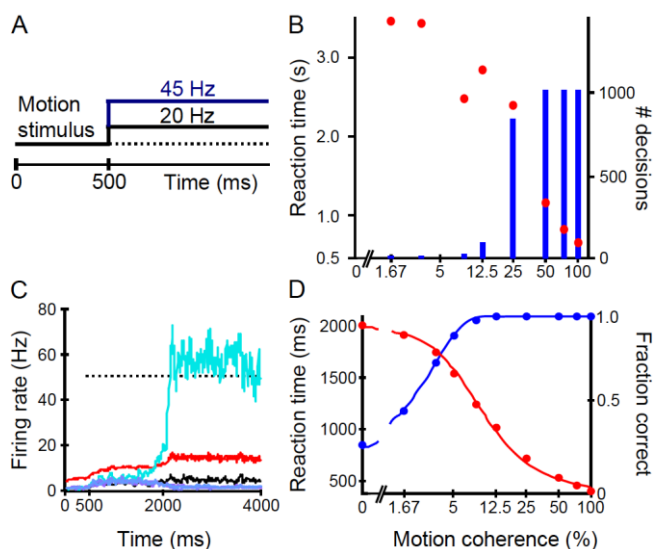 A
Motion
stimulus
45 Hz
20 Hz
0
500
Time (ms)
B
Reaction time (s)
3.0
2.0
1.0
0.5
# decisions
1000
500
0
0
1.67
5
12.5
25
50
100
C
Firing rate (Hz)
80
60
40
20
0
0
5000
2000
4000
Time (ms)
D
Reaction time (ms)
2000
1500
1000
500
Fraction correct
1.0
0.5
0
0
1.67
5
12.5
25
50
100
Motion coherence (%)